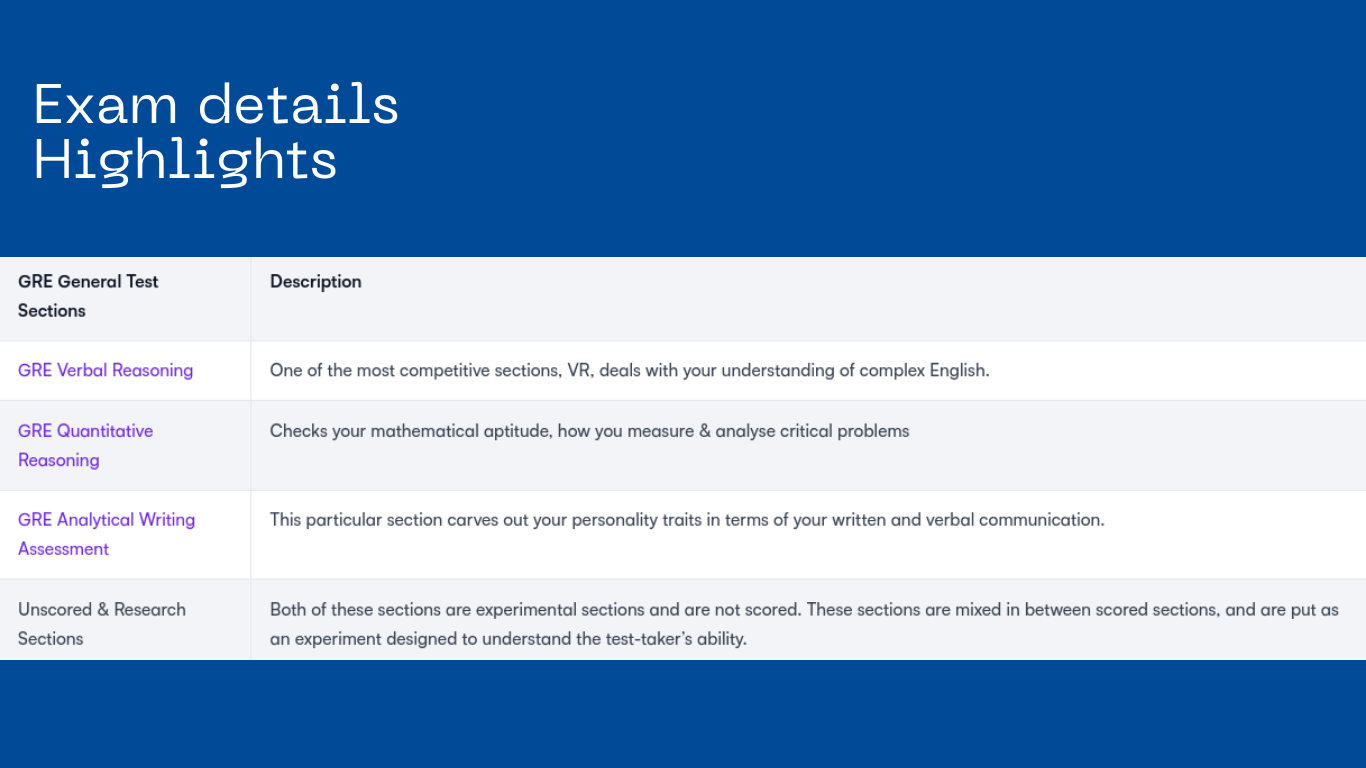 Exam details
Highlights
GRE General Test
Sections
Description
GRE Verbal Reasoning
One of the most competitive sections, VR, deals with your understanding of complex English.
GRE Quantitative
Reasoning
Checks your mathematical aptitude, how you measure & analyse critical problems
GRE Analytical Writing
Assessment
This particular section carves out your personality traits in terms of your written and verbal communication.
Unscored & Research
Sections
Both of these sections are experimental sections and are not scored. These sections are mixed in between scored sections, and are put as
an experiment designed to understand the test-taker’s ability.